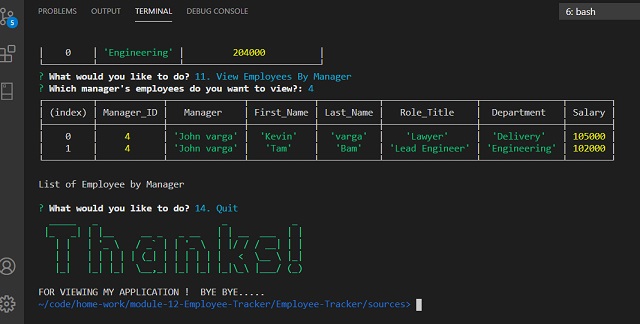 PROBLEMS OUTPUT TERMINAL DEBUG CONSOLE 6: bash
5
0 'Engineering' 204000
? What would you like to do? 11. View Employees By Manager
? Which manager's employees do you want to view?: 4
(index) Manager_ID Manager First_Name Last_Name Role_Title Department Salary
0 4 'John varga' 'Kevin' 'varga' 'Lawyer' 'Delivery' 105000
1 4 'John varga' 'Tam' 'Bam' 'Lead Engineer' 'Engineering' 102000
List of Employee by Manager
? What would you like to do? 14. Quit
Thanks!
FOR VIEWING MY APPLICATION ! BYE BYE.....
~/code/home-work/module-12-Employee-Tracker/Employee-Tracker/sources>